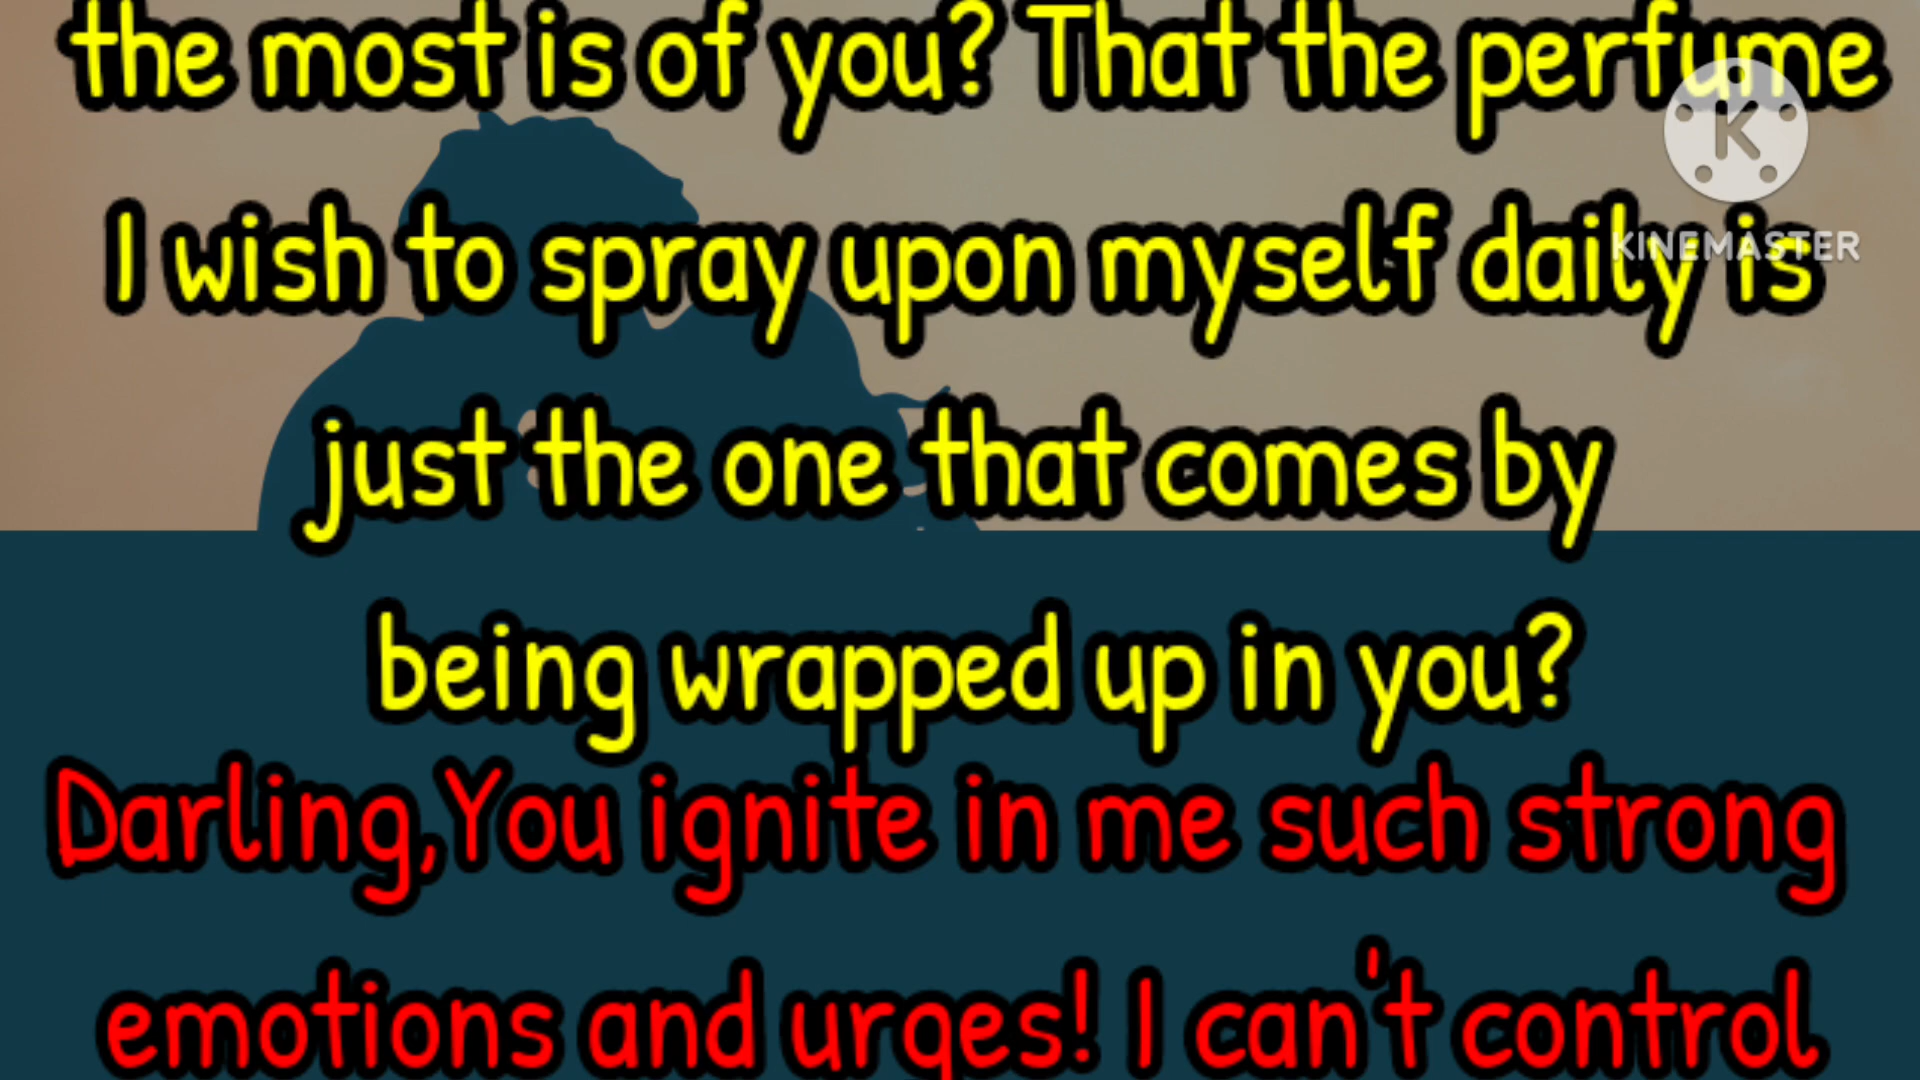 the most is of you? That the perfume
I wish to spray upon myself daily is
KINEMASTER
just the one that comes by
being wrapped up in you?
Darling,You ignite in me such strong
emotions and urges! I can't control